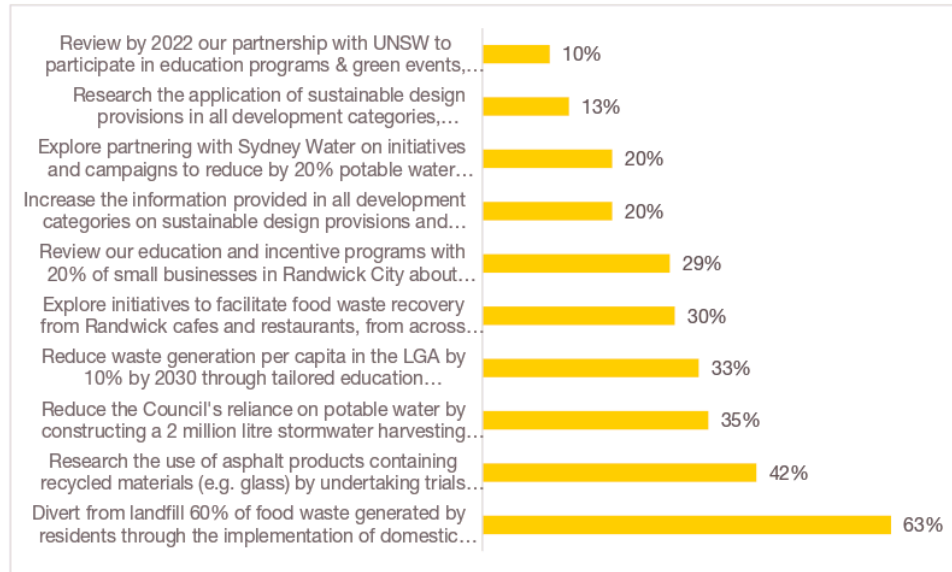 Review by 2022 our partnership with UNSW to
participate in education programs & green events,...
10%
Research the application of sustainable design
provisions in all development categories,...
13%
Explore partnering with Sydney Water on initiatives
and campaigns to reduce by 20% potable water...
20%
Increase the information provided in all development
categories on sustainable design provisions and...
20%
Review our education and incentive programs with
20% of small businesses in Randwick City about...
29%
Explore initiatives to facilitate food waste recovery
from Randwick cafes and restaurants, from across...
30%
Reduce waste generation per capita in the LGA by
10% by 2030 through tailored education...
33%
Reduce the Council's reliance on potable water by
constructing a 2 million litre stormwater harvesting...
35%
Research the use of asphalt products containing
recycled materials (e.g. glass) by undertaking trials...
42%
Divert from landfill 60% of food waste generated by
residents through the implementation of domestic...
63%